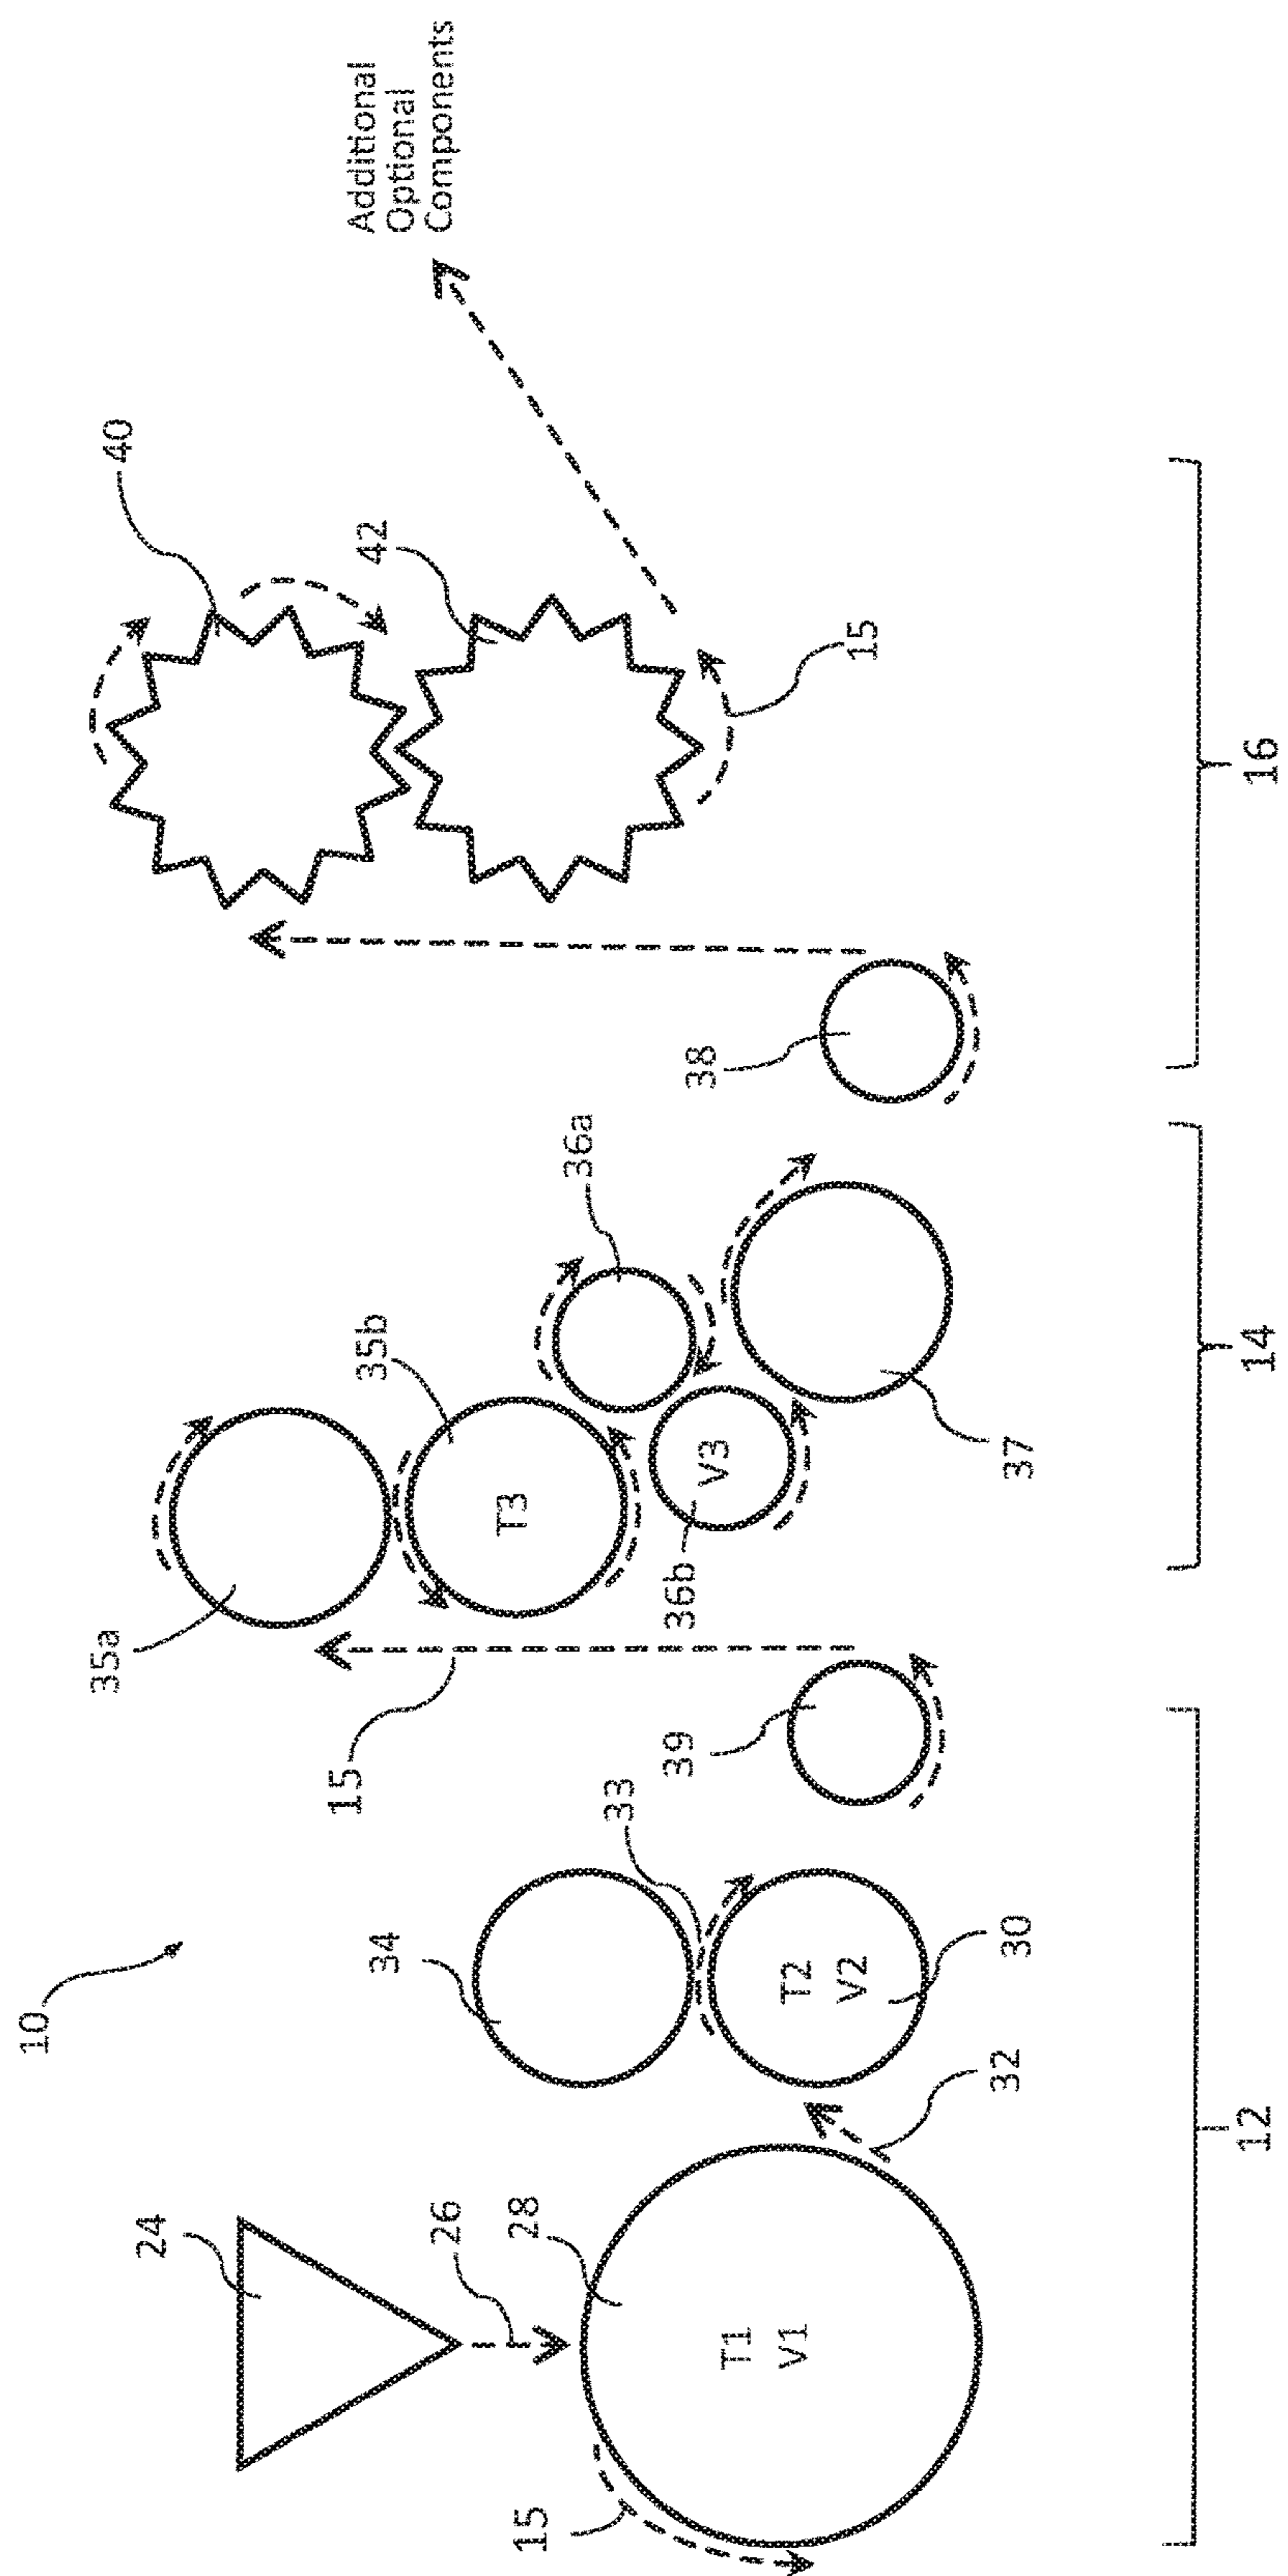 10
24
26
28
T1
V1
15
32
34
33
T2
V2
30
39
15
35a
35b
T3
36a
36b
V3
37
38
40
42
15
Additional
Optional
Components
12
14
16